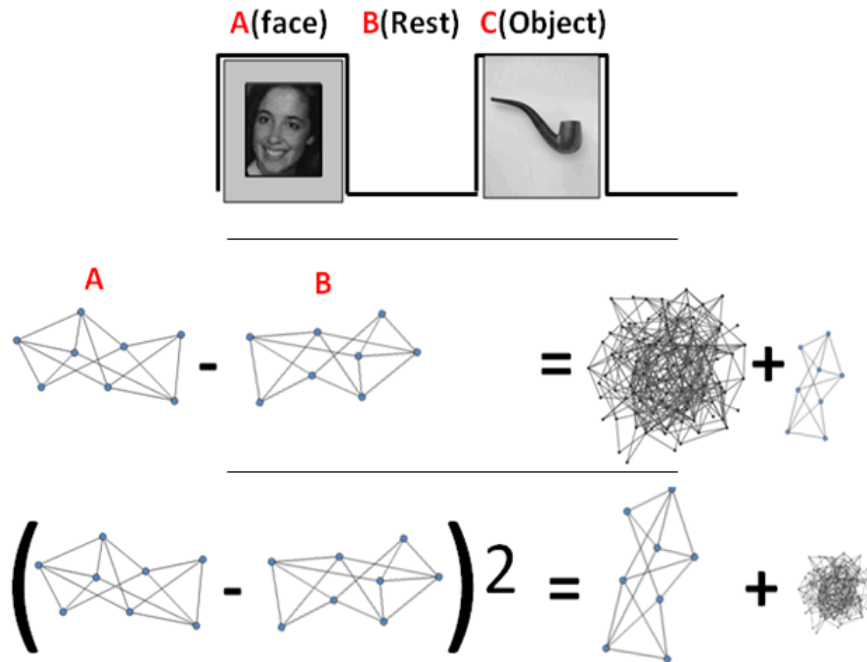 A(face) B(Rest) C(Object)
A B
- = +
( - )2 = +